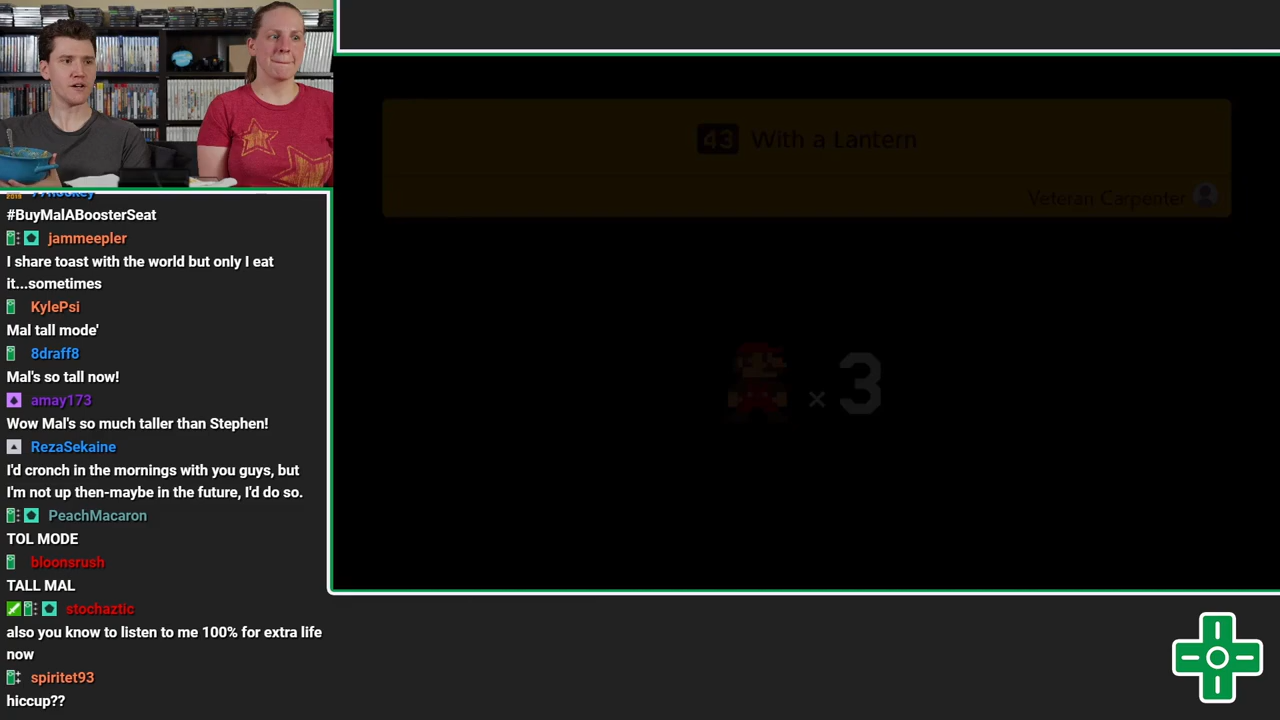 #BuyMalABoosterSeat
jammeepler
I share toast with the world but only I eat
it...sometimes
KylePsi
Mal tall mode'
8draff8
Mal's so tall now!
amay173
Wow Mal's so much taller than Stephen!
RezaSekaine
I'd cronch in the mornings with you guys, but
I'm not up then-maybe in the future, I'd do so.
PeachMacaron
TOL MODE
bloonsrush
TALL MAL
stochaztic
also you know to listen to me 100% for extra life
now
spiritet93
hiccup??
43 With a Lantern
Veteran Carpenter
× 3